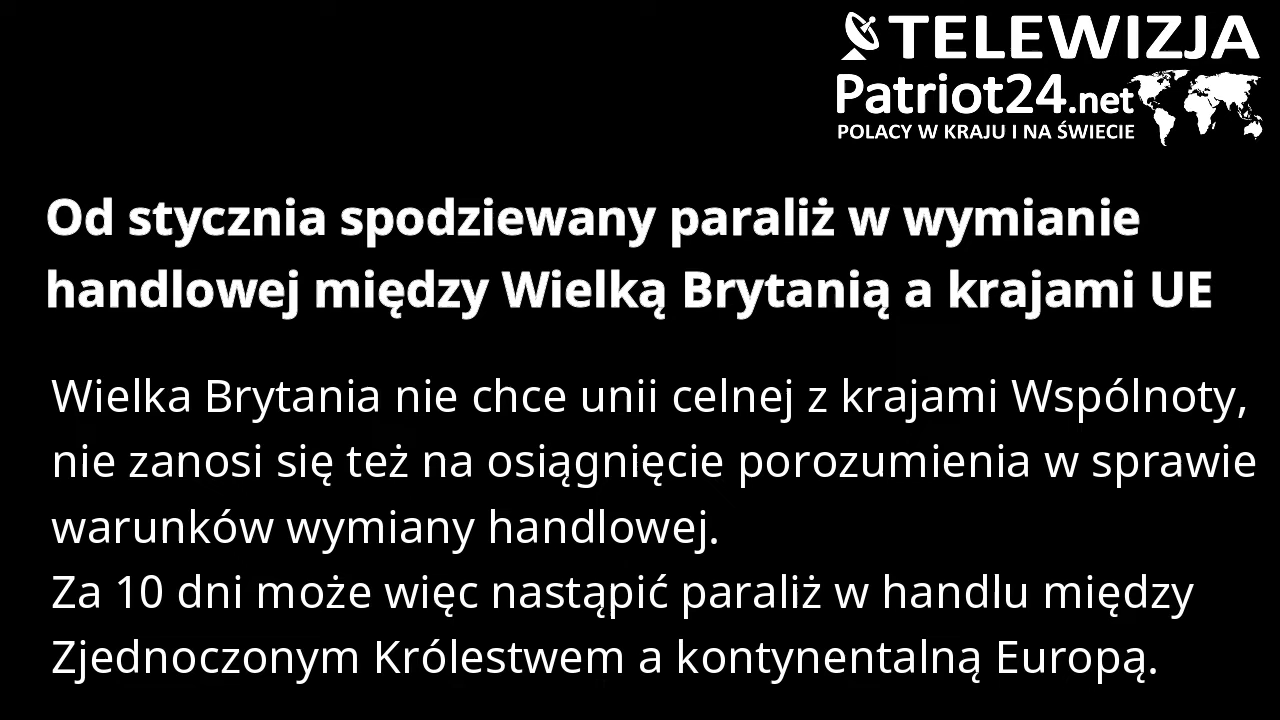 TELEWIZJA
Patriot24.net
POLACY W KRAJU I NA ŚWIECIE
Od stycznia spodziewany paraliż w wymianie
handlowej między Wielką Brytanią a krajami UE
Wielka Brytania nie chce unii celnej z krajami Wspólnoty,
nie zanosi się też na osiągnięcie porozumienia w sprawie
warunków wymiany handlowej.
Za 10 dni może więc nastąpić paraliż w handlu między
Zjednoczonym Królestwem a kontynentalną Europą.